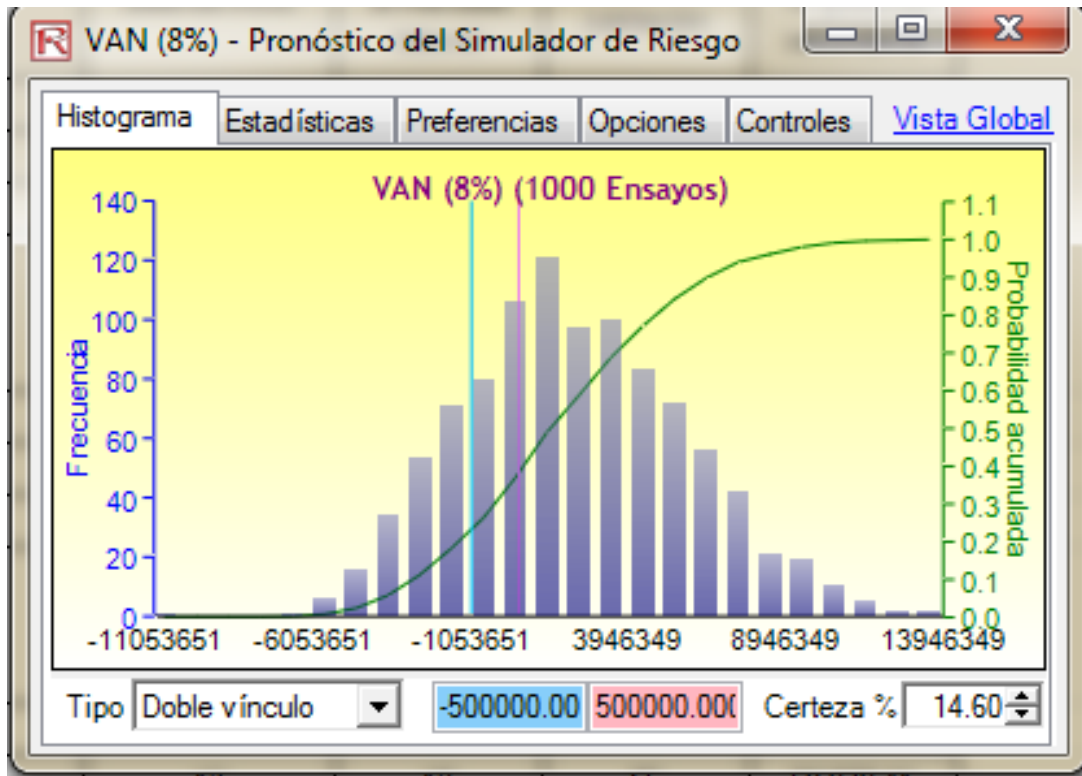 VAN (8%) - Pronóstico del Simulador de Riesgo
Histograma Estadísticas Preferencias Opciones Controles Vista Global
VAN (8%) (1000 Ensayos)
Frecuencia
140
120
100
80
60
40
20
0
1.1
1.0
0.9
0.8
0.7
0.6
0.5
0.4
0.3
0.2
0.1
0.0
Probabilidad acumulada
-11053651 -6053651 -1053651 3946349 8946349 13946349
Tipo Doble vínculo -500000.00 500000.00( Certeza % 14.60